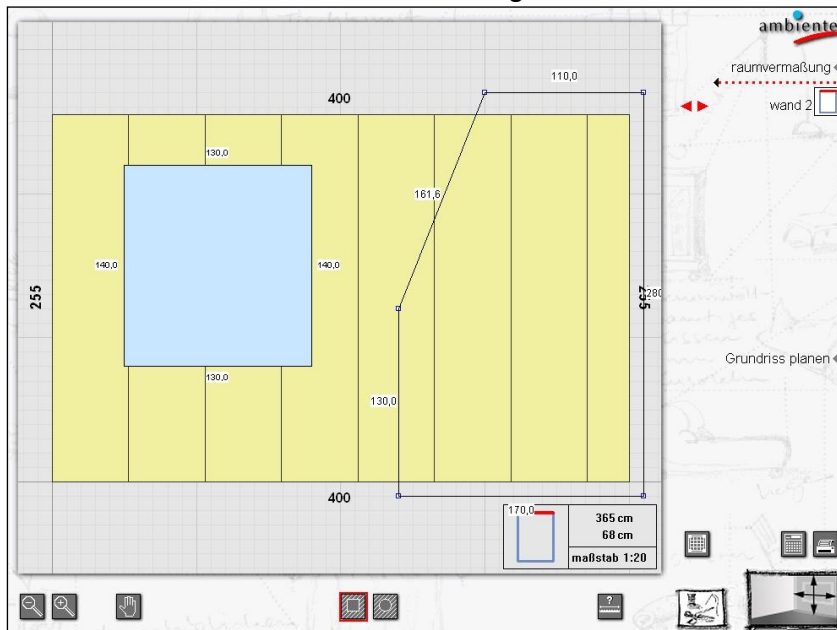 ambiente
raumvermaßung
wand 2
110,0
400
130,0
161,6
140,0
140,0
255
255
280
Grundriss planen
130,0
130,0
400
170,0
365 cm
68 cm
maßstab 1:20
?